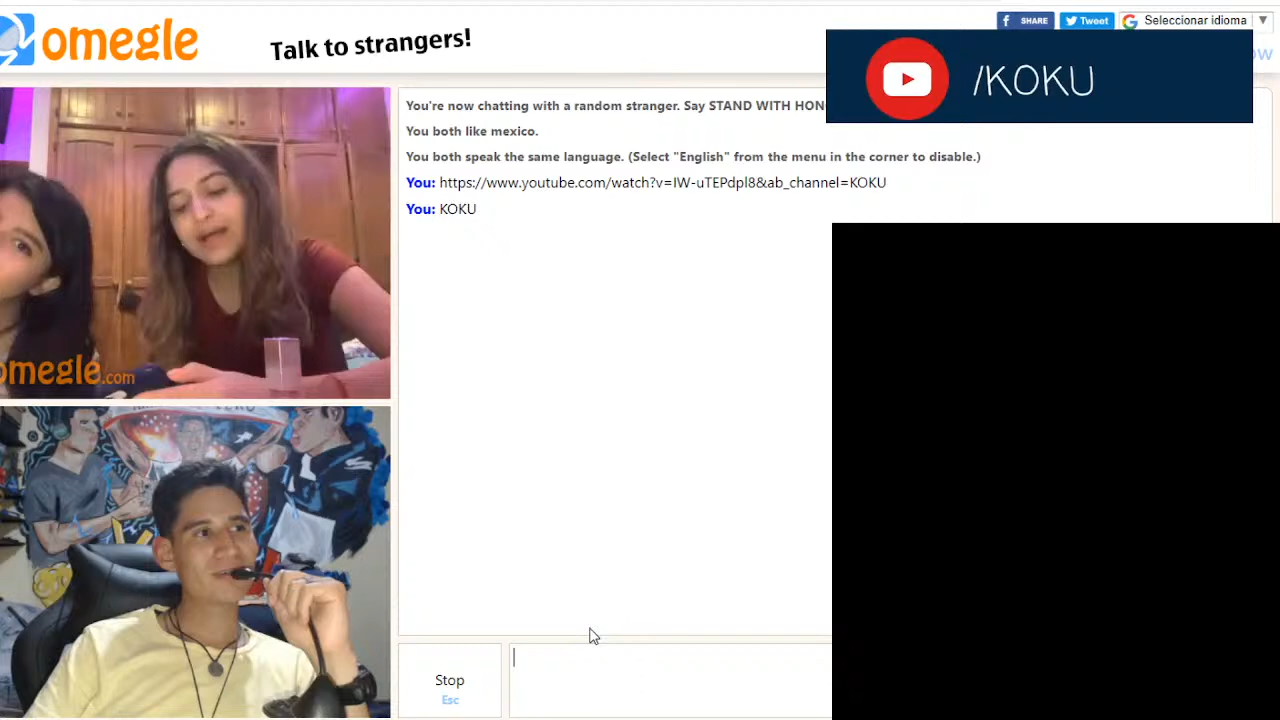 omegle
Talk to strangers!
SHARE
Tweet
Seleccionar idioma
/KOKU
You're now chatting with a random stranger. Say STAND WITH
You both like mexico.
You both speak the same language. (Select "English" from the menu in the corner to disable.)
You: https://www.youtube.com/watch?v=IW-uTEPdpl8&ab_channel=KOKU
You: KOKU
omegle.com
Stop
Esc